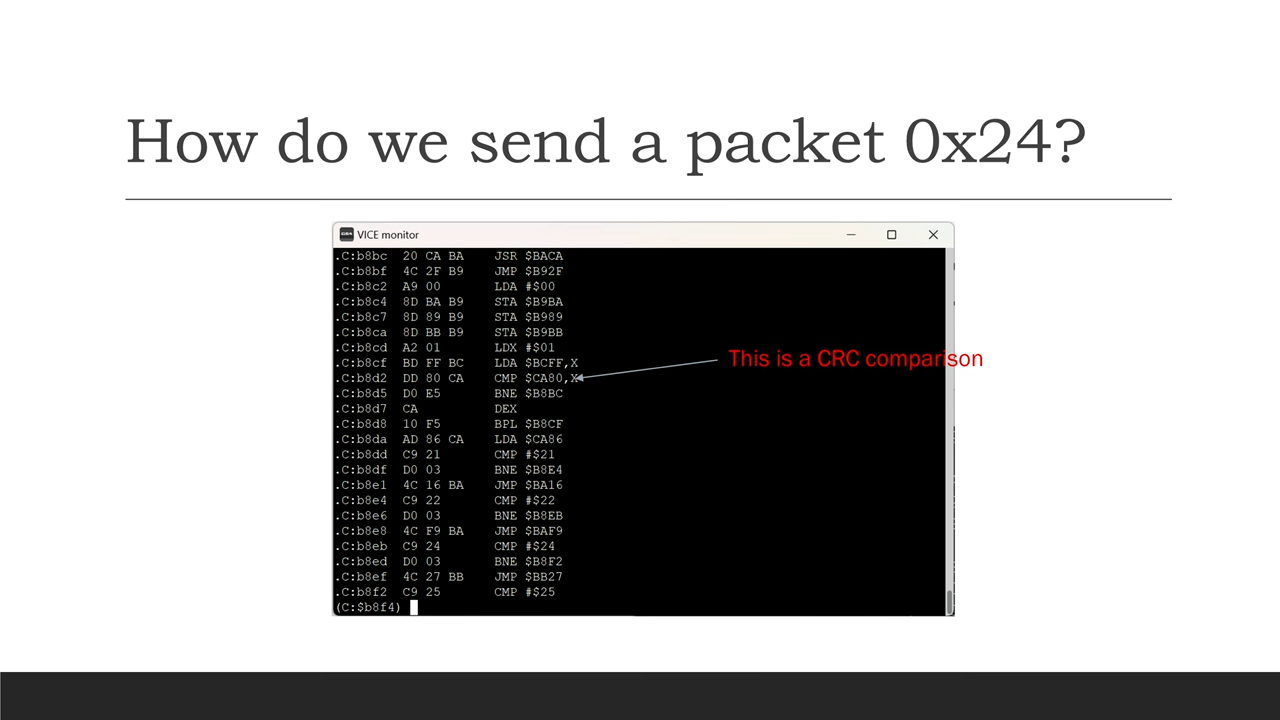 How do we send a packet 0x24?
VICE monitor
.C:b8bc  20 CA BA    JSR $BACA
.C:b8bf  4C 2F B9    JMP $B92F
.C:b8c2  A9 00       LDA #$00
.C:b8c4  8D BA B9    STA $B9BA
.C:b8c7  8D 89 B9    STA $B989
.C:b8ca  8D BB B9    STA $B9BB
.C:b8cd  A2 01       LDX #$01
.C:b8cf  BD FF BC    LDA $BCFF,X
This is a CRC comparison
.C:b8d2  DD 80 CA    CMP $CA80,X
.C:b8d5  D0 E5       BNE $B8BC
.C:b8d7  CA          DEX
.C:b8d8  10 F5       BPL $B8CF
.C:b8da  AD 86 CA    LDA $CA86
.C:b8dd  C9 21       CMP #$21
.C:b8df  D0 03       BNE $B8E4
.C:b8e1  4C 16 BA    JMP $BA16
.C:b8e4  C9 22       CMP #$22
.C:b8e6  D0 03       BNE $B8EB
.C:b8e8  4C F9 BA    JMP $BAF9
.C:b8eb  C9 24       CMP #$24
.C:b8ed  D0 03       BNE $B8F2
.C:b8ef  4C 27 BB    JMP $BB27
.C:b8f2  C9 25       CMP #$25
(C:$b8f4)